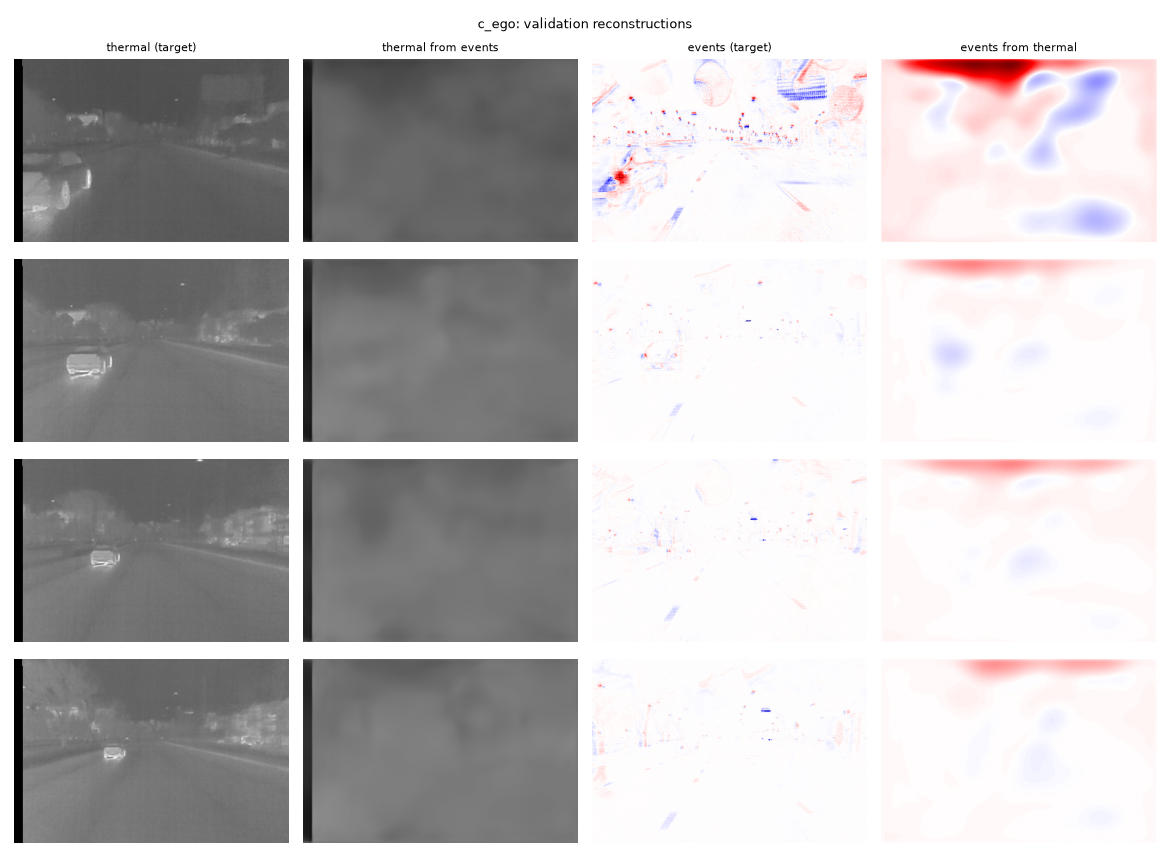 c_ego: validation reconstructions
thermal (target)
thermal from events
events (target)
events from thermal